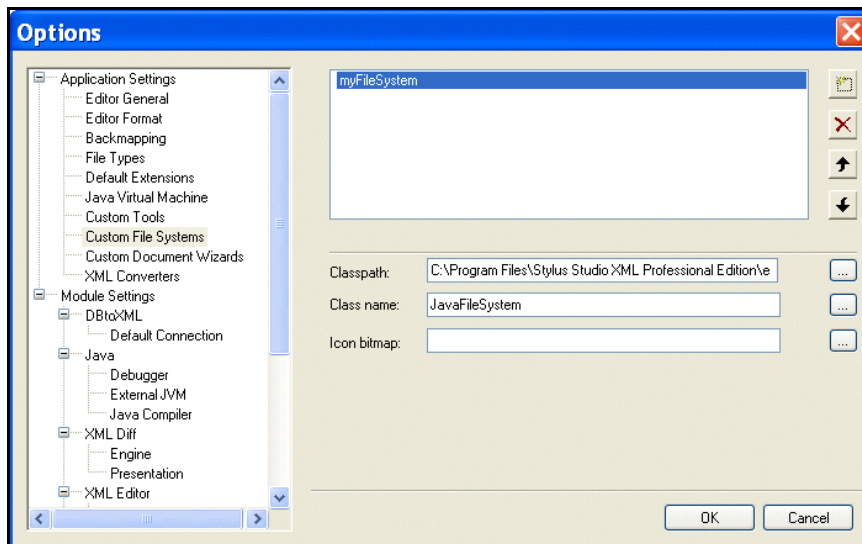 Options
Application Settings
Editor General
Editor Format
Backmapping
File Types
Default Extensions
Java Virtual Machine
Custom Tools
Custom File Systems
Custom Document Wizards
XML Converters
Module Settings
DBtoXML
Default Connection
Java
Debugger
External JVM
Java Compiler
XML Diff
Engine
Presentation
XML Editor
myFileSystem
Classpath:
C:\Program Files\Stylus Studio XML Professional Edition\e
...
Class name:
JavaFileSystem
...
Icon bitmap:
...
OK
Cancel